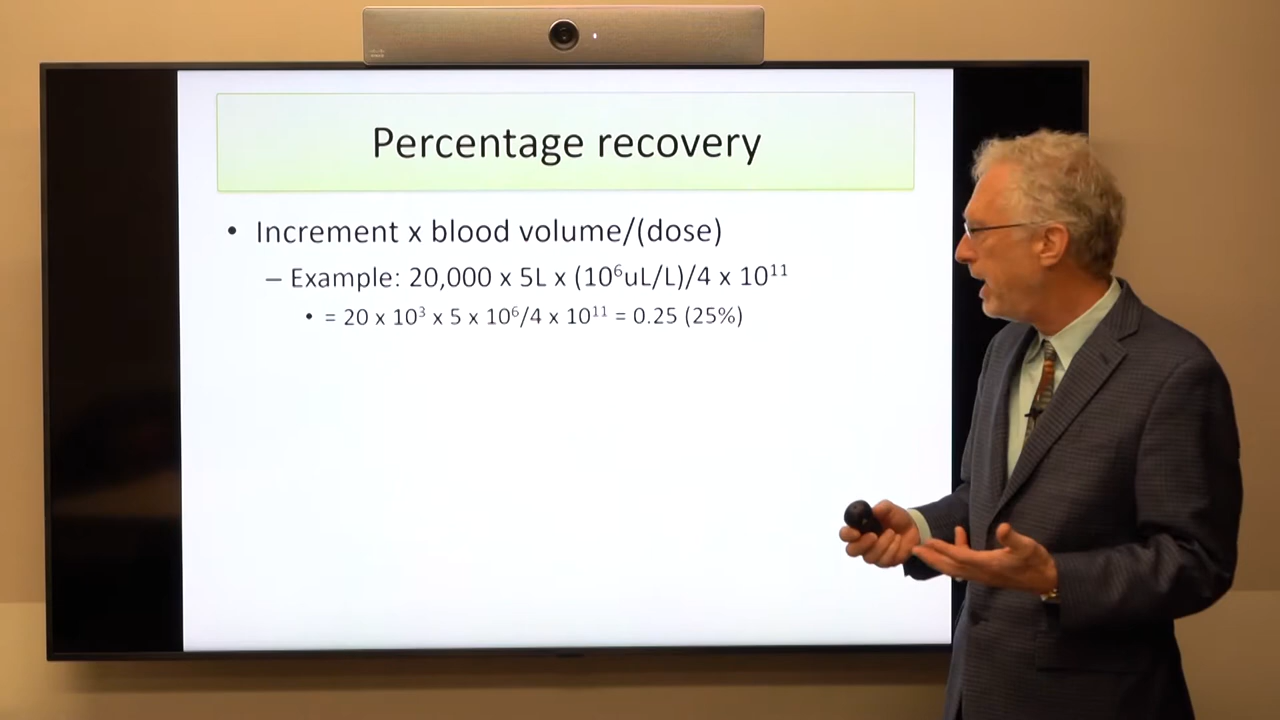 Percentage recovery
• Increment x blood volume/(dose)
– Example: 20,000 x 5L x (10⁶uL/L)/4 x 10¹¹
• = 20 x 10³ x 5 x 10⁶/4 x 10¹¹ = 0.25 (25%)